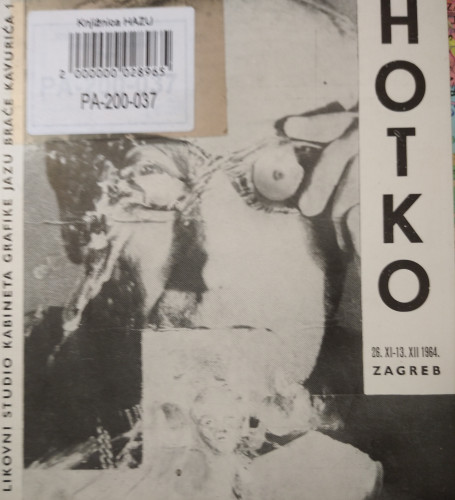 LIKOVNI STUDIO KABINETA GRAFIKE JAZU BRAĆE KAVURIĆA 1
Knjižnica HAZU
2 000000 028965
PA-200-037
HOTKO
26. XI-13. XII 1964.
ZAGREB